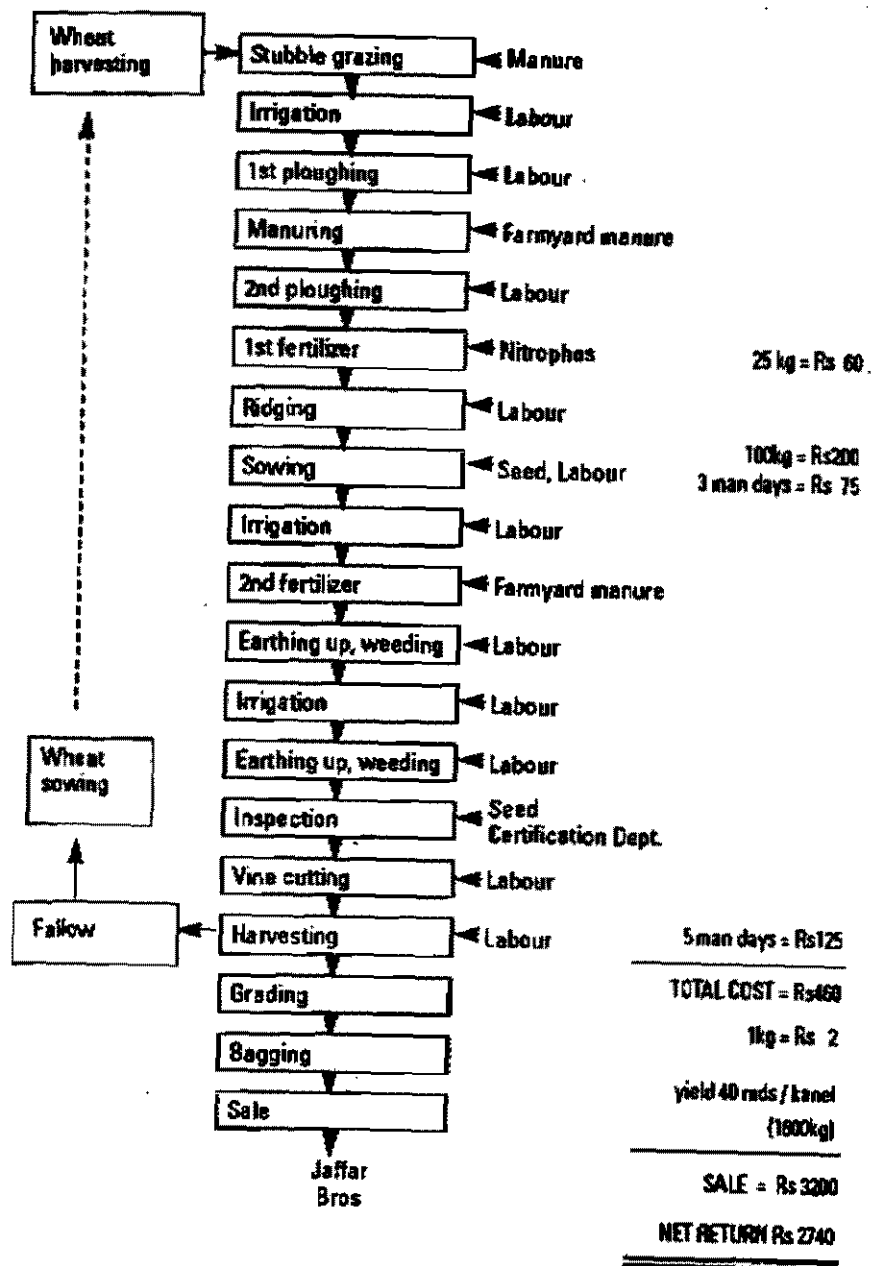 Wheat
harvesting
Stubble grazing
Manure
Irrigation
Labour
1st ploughing
Labour
Manuring
Farmyard manure
2nd ploughing
Labour
1st fertilizer
Nitrophos
25 kg = Rs 60
Ridging
Labour
Sowing
Seed, Labour
100kg = Rs200
3 man days = Rs 75
Irrigation
Labour
2nd fertilizer
Farmyard manure
Earthing up, weeding
Labour
Irrigation
Labour
Wheat
sowing
Earthing up, weeding
Labour
Inspection
Seed
Certification Dept.
Vine cutting
Labour
Fallow
Harvesting
Labour
5 man days = Rs125
Grading
TOTAL COST = Rs460
Bagging
1kg = Rs 2
Sale
yield 40 mds / kanel
(1600kg)
Jaffar
Bros
SALE = Rs 3200
NET RETURN Rs 2740